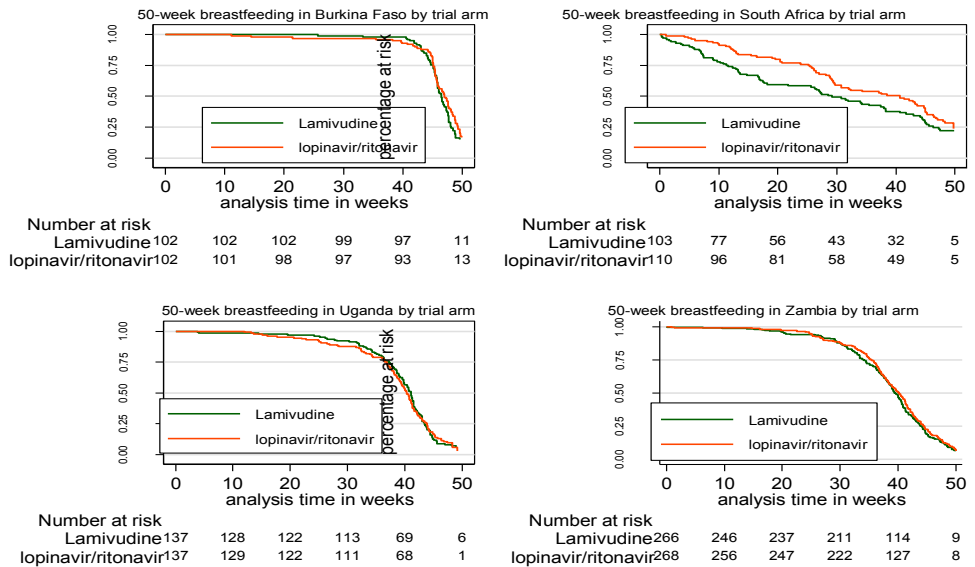 50-week breastfeeding in Burkina Faso by trial arm
1.00
0.75
0.50
0.25
0.00
percentage at risk
Lamivudine
lopinavir/ritonavir
0 10 20 30 40 50
analysis time in weeks
Number at risk
Lamivudine 102 102 102 99 97 11
lopinavir/ritonavir 102 101 98 97 93 13
50-week breastfeeding in South Africa by trial arm
1.00
0.75
0.50
0.25
0.00
Lamivudine
lopinavir/ritonavir
0 10 20 30 40 50
analysis time in weeks
Number at risk
Lamivudine 103 77 56 43 32 5
lopinavir/ritonavir 110 96 81 58 49 5
50-week breastfeeding in Uganda by trial arm
1.00
0.75
0.50
0.25
0.00
percentage at risk
Lamivudine
lopinavir/ritonavir
0 10 20 30 40 50
analysis time in weeks
Number at risk
Lamivudine 137 128 122 113 69 6
lopinavir/ritonavir 137 129 122 111 68 1
50-week breastfeeding in Zambia by trial arm
1.00
0.75
0.50
0.25
0.00
Lamivudine
lopinavir/ritonavir
0 10 20 30 40 50
analysis time in weeks
Number at risk
Lamivudine 266 246 237 211 114 9
lopinavir/ritonavir 268 256 247 222 127 8